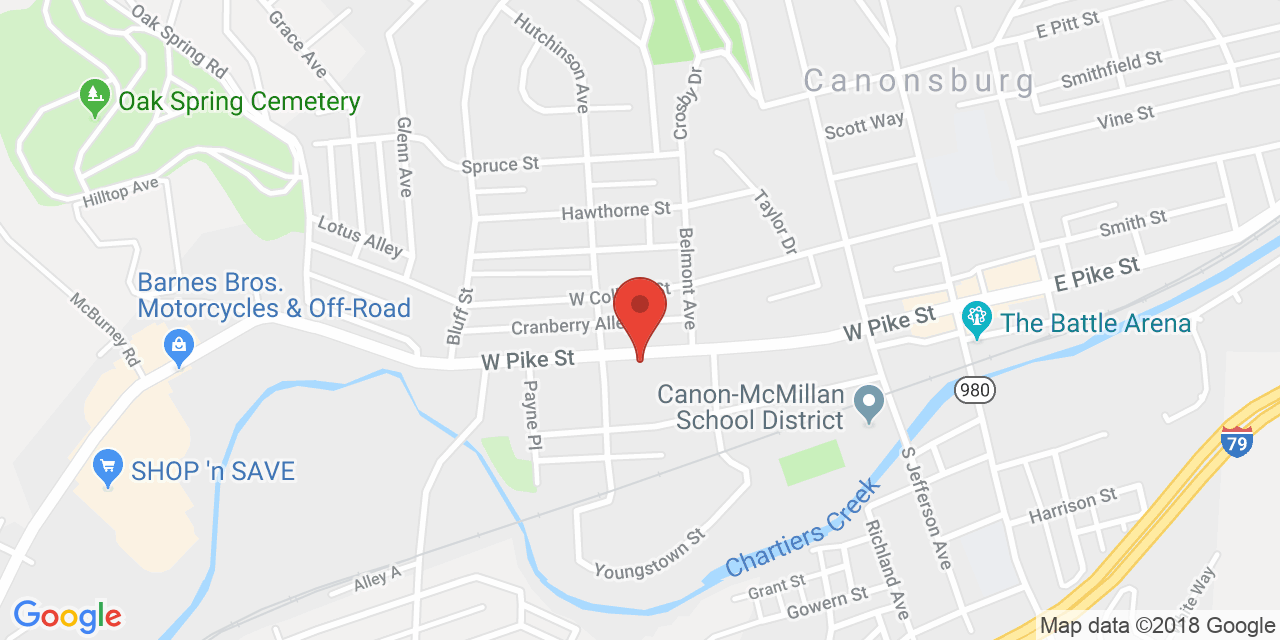 Oak Spring Rd
Grace Ave
Hutchinson Ave
E Pitt St
Canonsburg
Smithfield St
Crosby Dr
Oak Spring Cemetery
Glenn Ave
Scott Way
Vine St
Spruce St
Hilltop Ave
Hawthorne St
Taylor Dr
Lotus Alley
Smith St
Belmont Ave
E Pike St
Barnes Bros.
Motorcycles & Off-Road
McBurney Rd
Bluff St
W Col
St
Cranberry Alle
W Pike St
The Battle Arena
W Pike St
Payne Pl
Canon-McMillan
School District
980
79
SHOP 'n SAVE
S Jefferson Ave
Harrison St
Chartiers Creek
Richland Ave
Youngstown St
Alley A
Grant St
Gowern St
ite Way
Google
Map data ©2018 Google